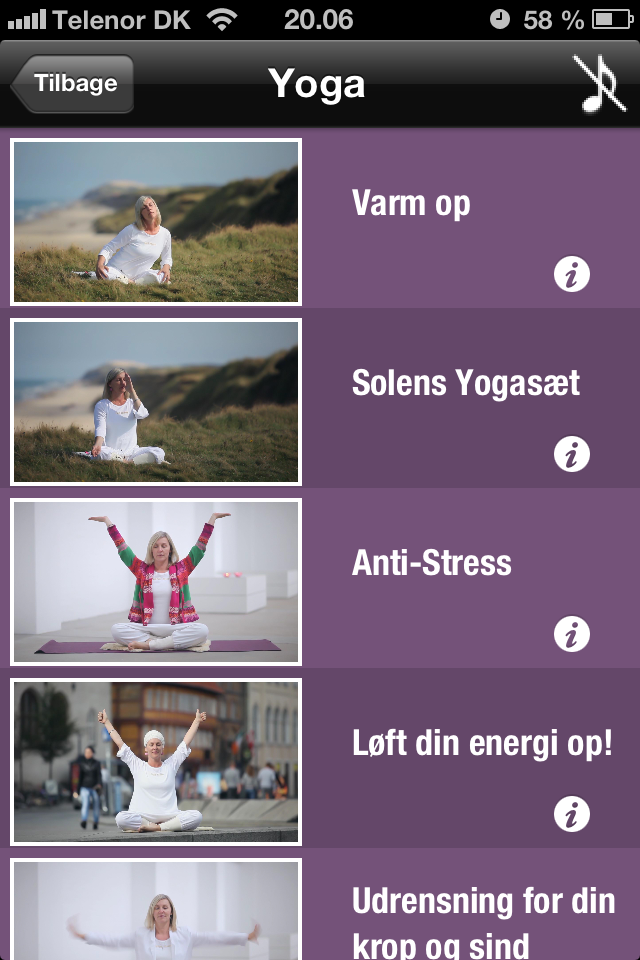 Telenor DK 20.06 58 %
Tilbage Yoga
Varm op
Solens Yogasæt
Anti-Stress
Løft din energi op!
Udrensning for din
krop og sind